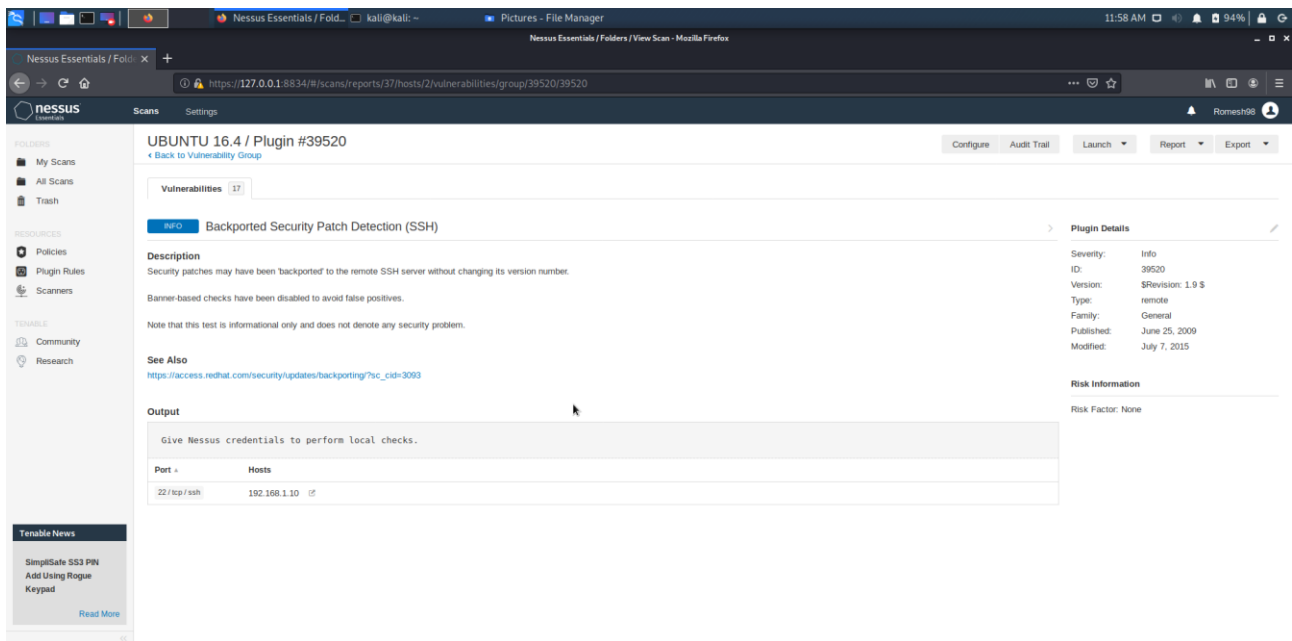 Nessus Essentials / Fold...
kali@kali: ~
Pictures - File Manager
11:58 AM
94%
Nessus Essentials / Folders / View Scan - Mozilla Firefox
Nessus Essentials / Fold
https://127.0.0.1:8834/#/scans/reports/37/hosts/2/vulnerabilities/group/39520/39520
nessus
Essentials
Scans
Settings
Romesh98
FOLDERS
My Scans
All Scans
Trash
RESOURCES
Policies
Plugin Rules
Scanners
TENABLE
Community
Research
UBUNTU 16.4 / Plugin #39520
Back to Vulnerability Group
Configure
Audit Trail
Launch
Report
Export
Vulnerabilities 17
INFO Backported Security Patch Detection (SSH)
Description
Security patches may have been 'backported' to the remote SSH server without changing its version number.
Banner-based checks have been disabled to avoid false positives.
Note that this test is informational only and does not denote any security problem.
See Also
https://access.redhat.com/security/updates/backporting/?sc_cid=3093
Output
Give Nessus credentials to perform local checks.
Port Hosts
22 / tcp / ssh 192.168.1.10
Plugin Details
Severity: Info
ID: 39520
Version: $Revision: 1.9 $
Type: remote
Family: General
Published: June 25, 2009
Modified: July 7, 2015
Risk Information
Risk Factor: None
Tenable News
SimpliSafe SS3 PIN
Add Using Rogue
Keypad
Read More